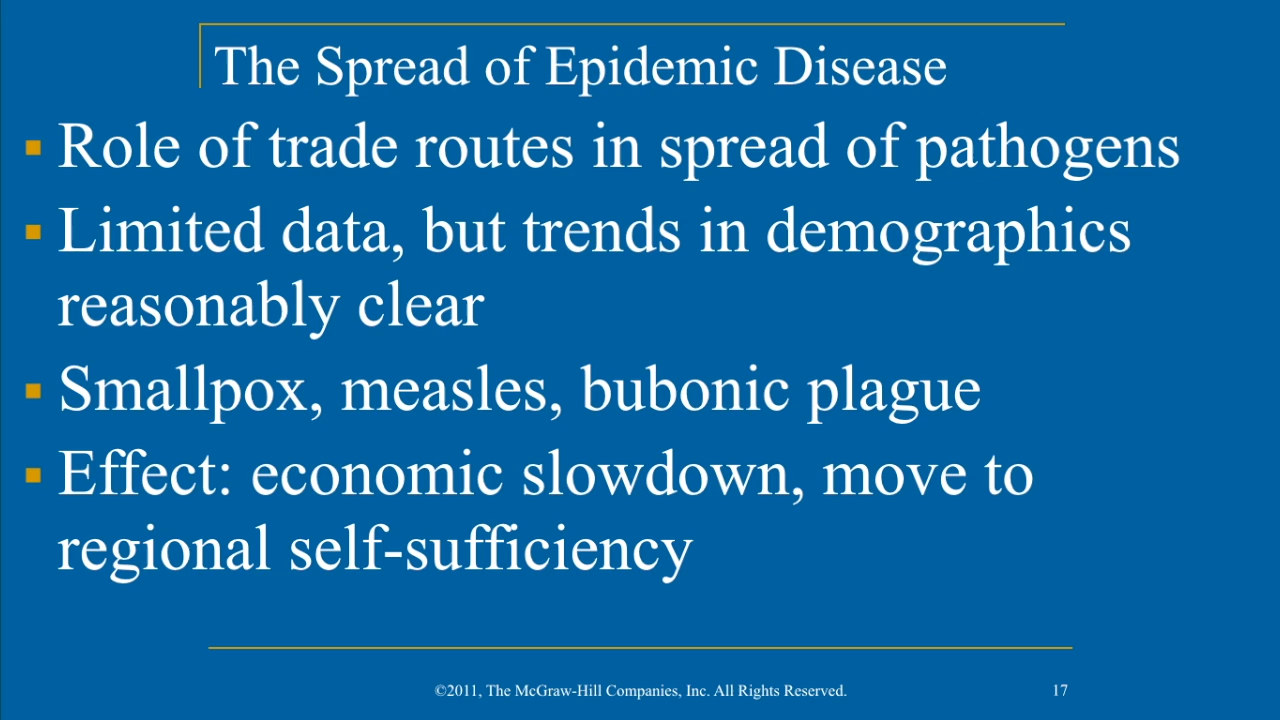 The Spread of Epidemic Disease
▪ Role of trade routes in spread of pathogens
▪ Limited data, but trends in demographics
reasonably clear
▪ Smallpox, measles, bubonic plague
▪ Effect: economic slowdown, move to
regional self-sufficiency
©2011, The McGraw-Hill Companies, Inc. All Rights Reserved.
17